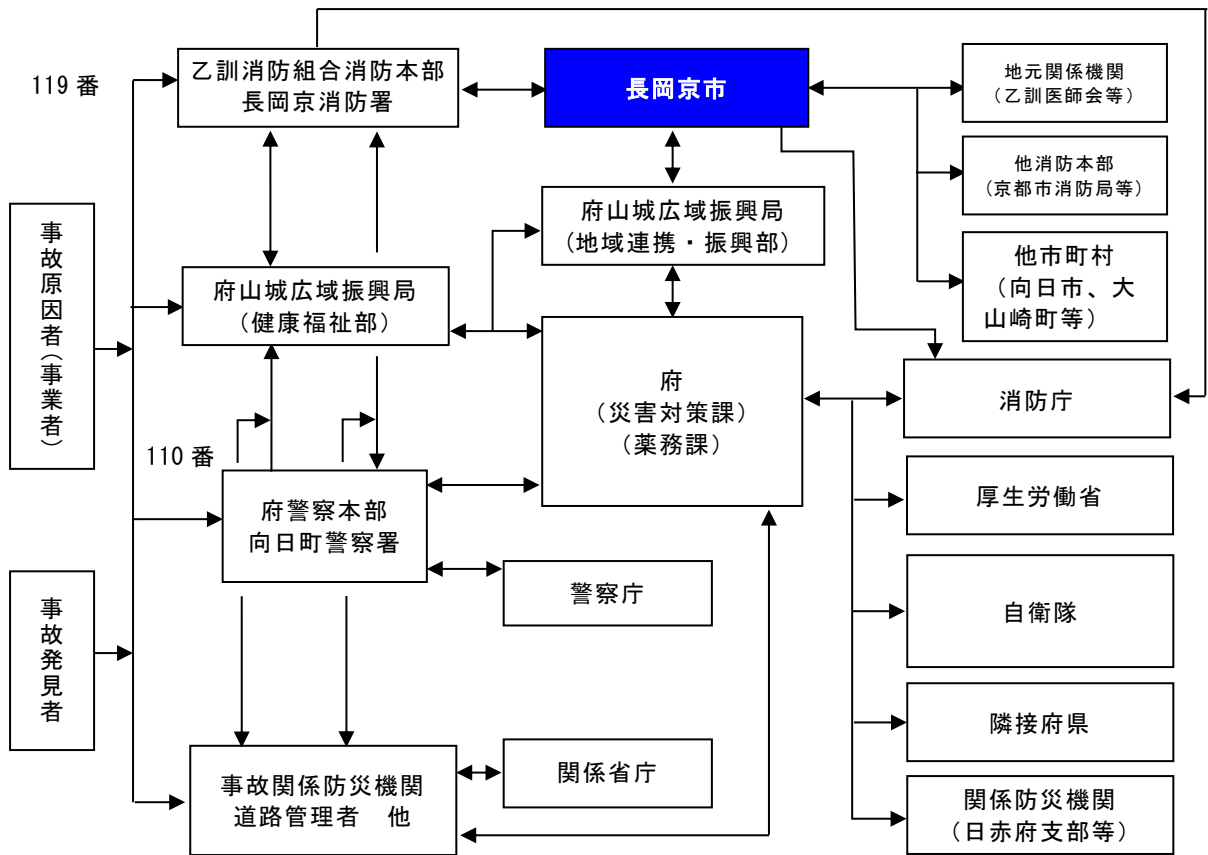 119 番
乙訓消防組合消防本部
長岡京消防署
長岡京市
地元関係機関
（乙訓医師会等）
他消防本部
（京都市消防局等）
他市町村
（向日市、大
山崎町等）
事故原因者（事業者）
府山城広域振興局
（地域連携・振興部）
府山城広域振興局
（健康福祉部）
府
（災害対策課）
（薬務課）
消防庁
110 番
府警察本部
向日町警察署
厚生労働省
警察庁
自衛隊
事故発見者
隣接府県
事故関係防災機関
道路管理者　他
関係省庁
関係防災機関
（日赤府支部等）